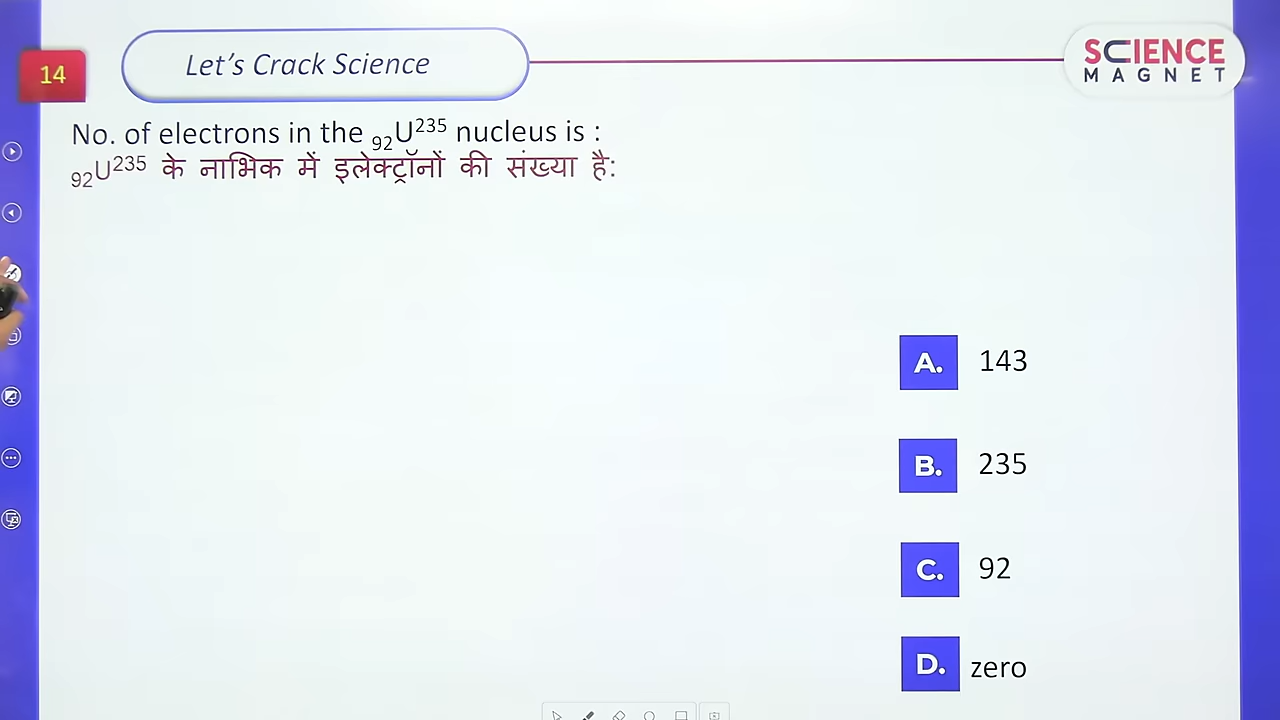 14
Let's Crack Science
SCIENCE
MAGNET
No. of electrons in the ₉₂U²³⁵ nucleus is :
₉₂U²³⁵ के नाभिक में इलेक्ट्रॉनों की संख्या है:
A. 143
B. 235
C. 92
D. zero